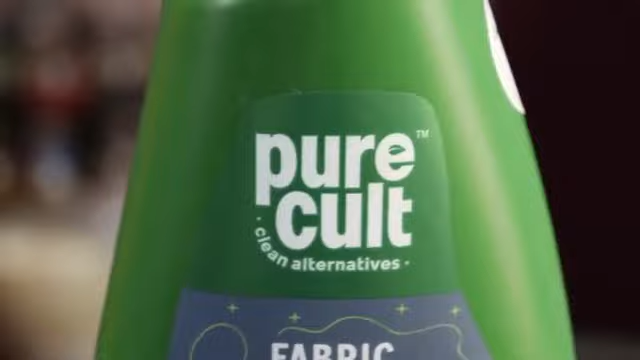 pure™
cult
· clean alternatives ·
FABRIC